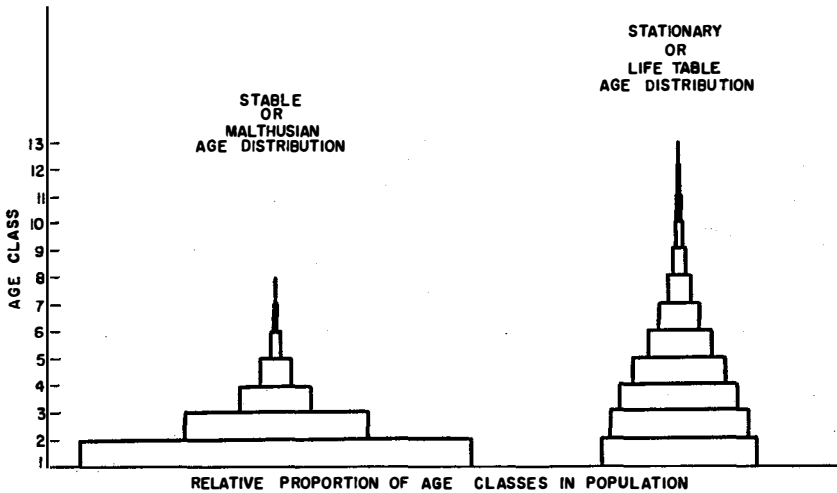 STATIONARY
OR
LIFE TABLE
AGE DISTRIBUTION
STABLE
OR
MALTHUSIAN
AGE DISTRIBUTION
AGE CLASS
13
12
11
10
9
8
7
6
5
4
3
2
1
RELATIVE PROPORTION OF AGE CLASSES IN POPULATION